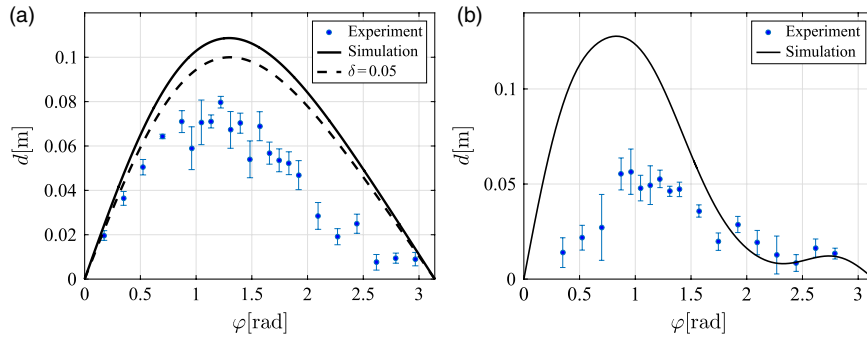 (a)
Experiment
Simulation
δ=0.05
0.1
0.08
0.06
0.04
0.02
0
d[m]
0
0.5
1
1.5
2
2.5
3
φ[rad]
(b)
Experiment
Simulation
0.1
0.05
0
d[m]
0
0.5
1
1.5
2
2.5
3
φ[rad]